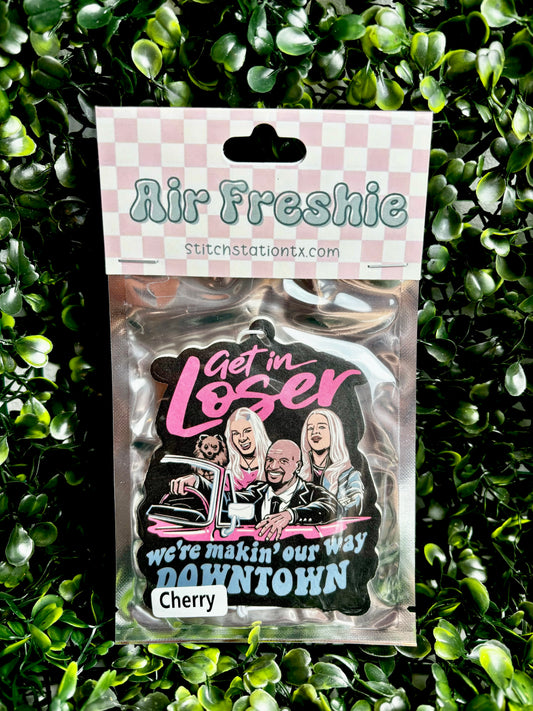 Air Freshie
stitchstationtx.com
Get in
Loser
we're makin' our way
DOWNTOWN
Cherry